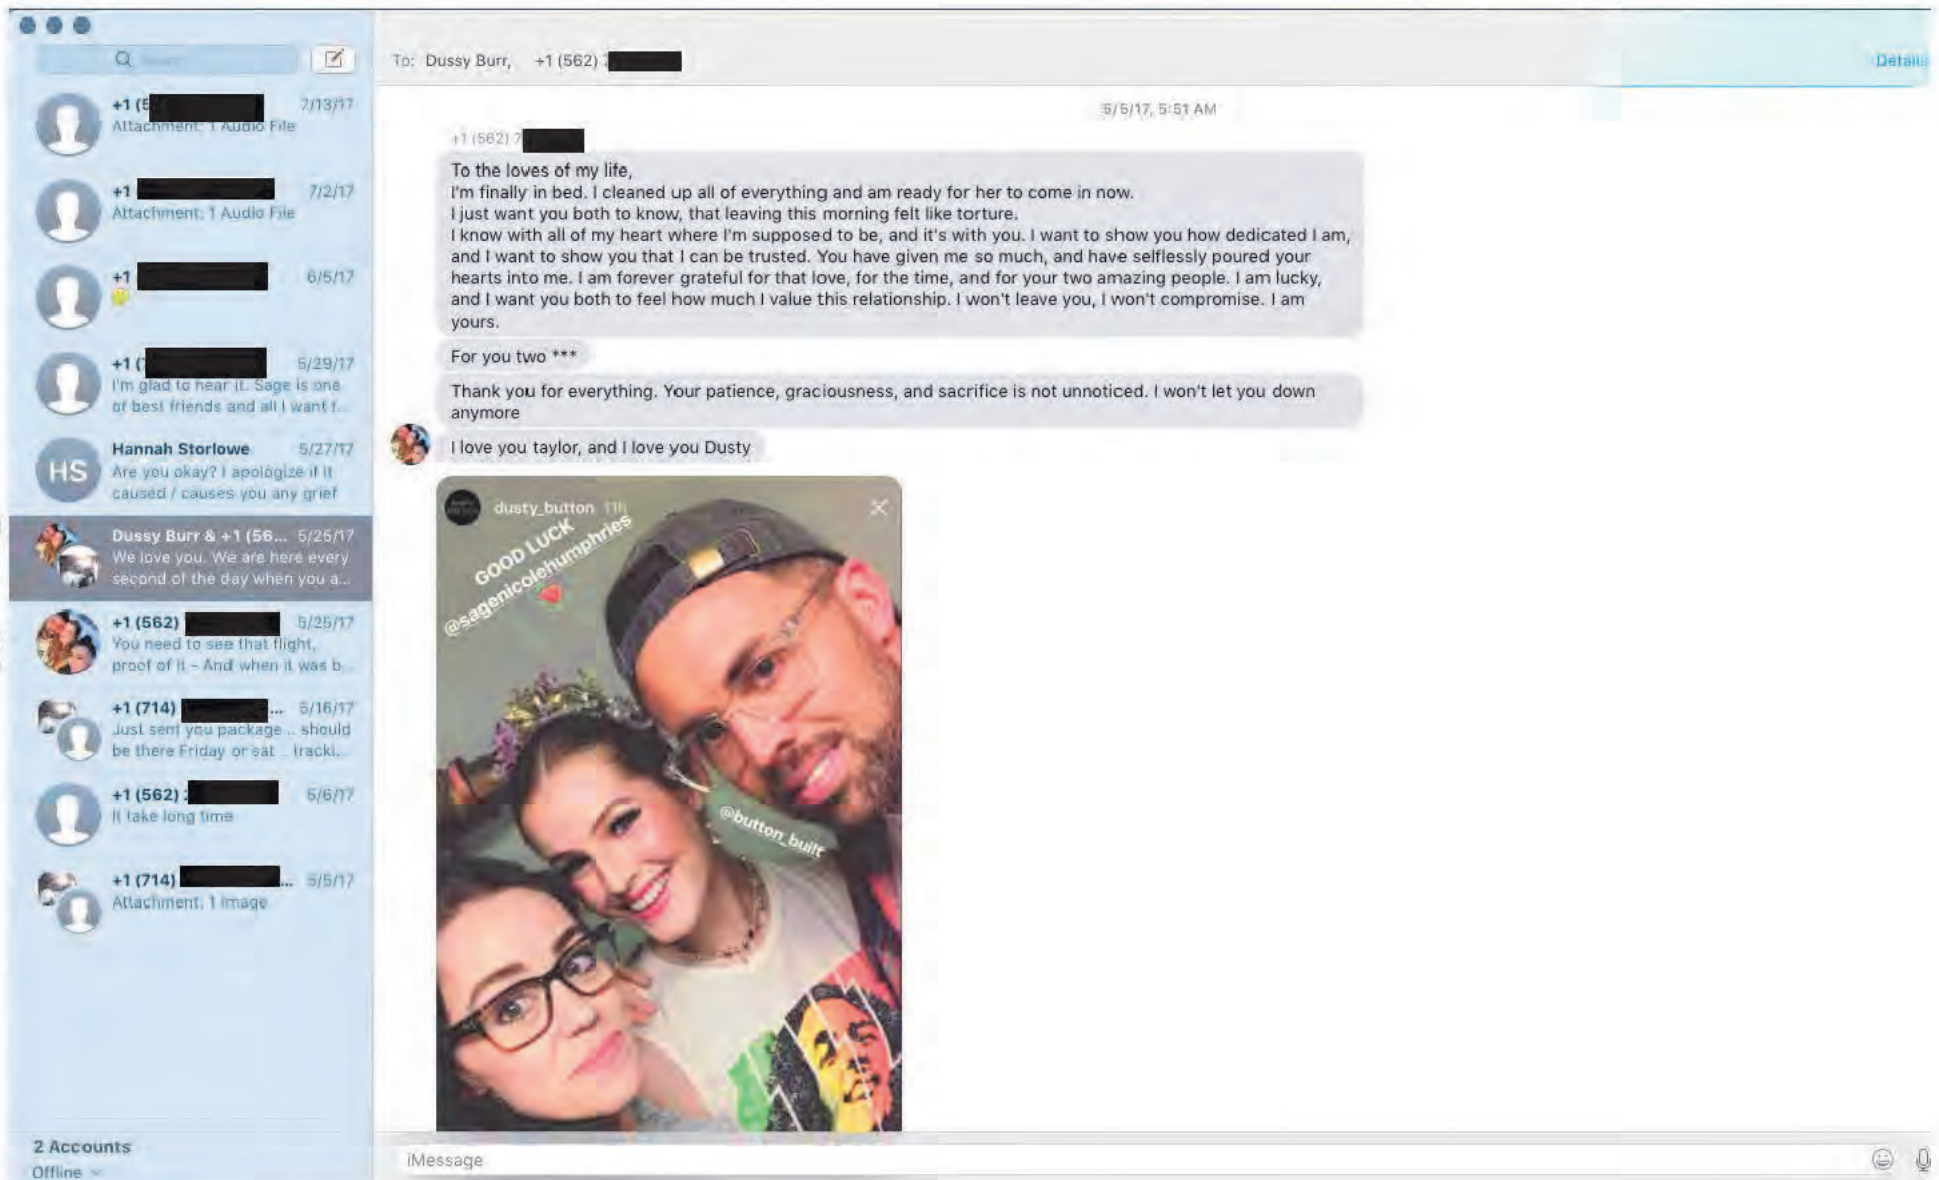 +1 (5
7/13/17
Attachment: 1 Audio File
+1
7/2/17
Attachment: 1 Audio File
+1
6/5/17
+1 (
5/29/17
I'm glad to hear it. Sage is one
of best friends and all I want f...
HS
Hannah Storlowe
5/27/17
Are you okay? I apologize if it
caused / causes you any grief
Dussy Burr & +1 (56...
5/25/17
We love you. We are here every
second of the day when you a...
+1 (562)
5/25/17
You need to see that flight,
proof of it - And when it was b...
+1 (714)
...
5/16/17
Just sent you package .. should
be there Friday or sat .. tracki...
+1 (562)
5/6/17
It take long time
+1 (714)
...
5/5/17
Attachment: 1 Image
2 Accounts
Offline
To: Dussy Burr, +1 (562)
Details
5/5/17, 5:51 AM
+1 (562) 7
To the loves of my life,
I'm finally in bed. I cleaned up all of everything and am ready for her to come in now.
I just want you both to know, that leaving this morning felt like torture.
I know with all of my heart where I'm supposed to be, and it's with you. I want to show you how dedicated I am,
and I want to show you that I can be trusted. You have given me so much, and have selflessly poured your
hearts into me. I am forever grateful for that love, for the time, and for your two amazing people. I am lucky,
and I want you both to feel how much I value this relationship. I won't leave you, I won't compromise. I am
yours.
For you two ***
Thank you for everything. Your patience, graciousness, and sacrifice is not unnoticed. I won't let you down
anymore
I love you taylor, and I love you Dusty
dusty_button 11h
GOOD LUCK
@sagenicolehumphries
@button_built
iMessage